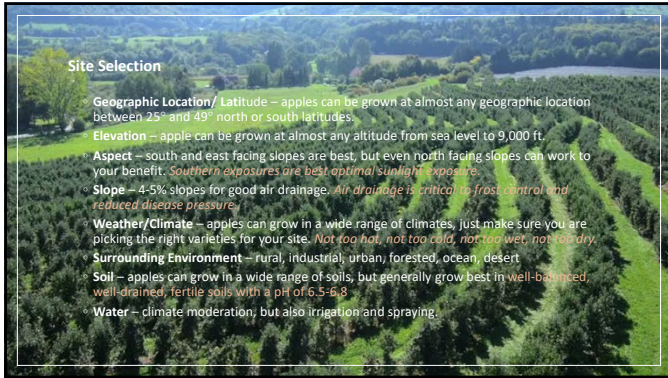 Site Selection
◦ Geographic Location/ Latitude – apples can be grown at almost any geographic location
between 25° and 49° north or south latitudes.
◦ Elevation – apple can be grown at almost any altitude from sea level to 9,000 ft.
◦ Aspect – south and east facing slopes are best, but even north facing slopes can work to
your benefit. Southern exposures are best optimal sunlight exposure.
◦ Slope – 4-5% slopes for good air drainage. Air drainage is critical to frost control and
reduced disease pressure.
◦ Weather/Climate – apples can grow in a wide range of climates, just make sure you are
picking the right varieties for your site. Not too hot, not too cold, not too wet, not too dry.
◦ Surrounding Environment – rural, industrial, urban, forested, ocean, desert
◦ Soil – apples can grow in a wide range of soils, but generally grow best in well-balanced,
well-drained, fertile soils with a pH of 6.5-6.8
◦ Water – climate moderation, but also irrigation and spraying.